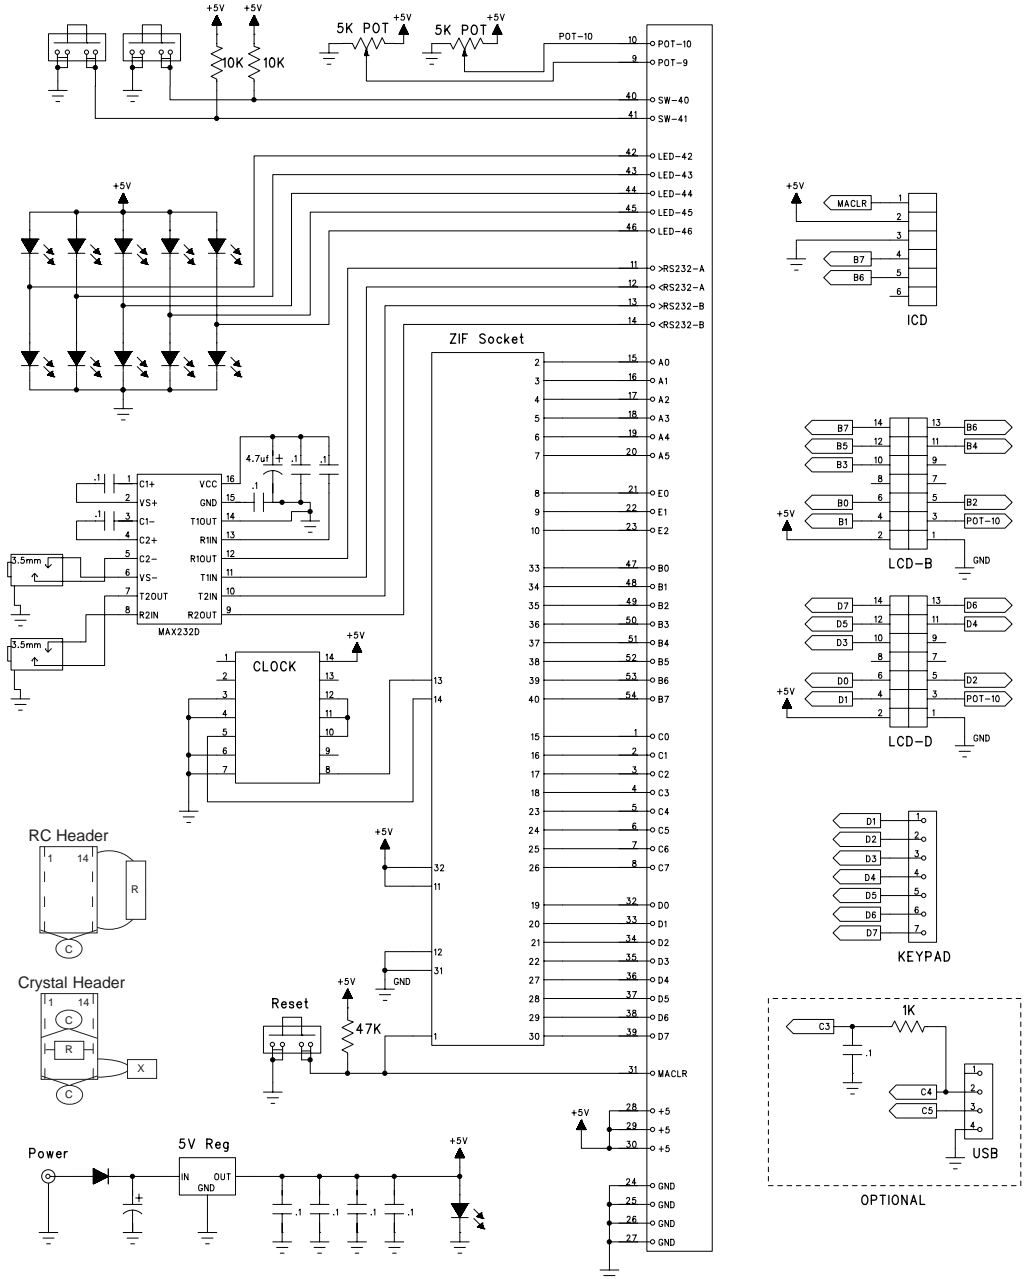 +5V
+5V
5K POT
+5V
5K POT
+5V
10K
10K
POT-10
10 POT-10
9 POT-9
40 SW-40
41 SW-41
42 LED-42
43 LED-43
44 LED-44
45 LED-45
46 LED-46
11 >RS232-A
12 <RS232-A
13 >RS232-B
14 <RS232-B
+5V
ZIF Socket
2 15 A0
3 16 A1
4 17 A2
5 18 A3
6 19 A4
7 20 A5
8 21 E0
9 22 E1
10 23 E2
33 47 B0
34 48 B1
35 49 B2
36 50 B3
37 51 B4
38 52 B5
39 53 B6
40 54 B7
15 1 C0
16 2 C1
17 3 C2
18 4 C3
23 5 C4
24 6 C5
25 7 C6
26 8 C7
19 32 D0
20 33 D1
21 34 D2
22 35 D3
27 36 D4
28 37 D5
29 38 D6
30 39 D7
31 MACLR
+5V
28 +5
29 +5
30 +5
24 GND
25 GND
26 GND
27 GND
13
14
+5V
32
11
12
31
GND
1
4.7uf +
.1
.1
.1
.1
.1
1 C1+ VCC 16
2 VS+ GND 15
3 C1- T1OUT 14
4 C2+ R1IN 13
5 C2- R1OUT 12
6 VS- T1IN 11
7 T2OUT T2IN 10
8 R2IN R2OUT 9
MAX232D
3.5mm
3.5mm
+5V
CLOCK
1 14
2 13
3 12
4 11
5 10
6 9
7 8
RC Header
1 14
R
C
Crystal Header
1 14
C
R
X
C
Reset
+5V
47K
Power
5V Reg
IN OUT
GND
+
.1
.1
.1
.1
+5V
+5V
MACLR 1
2
3
B7 4
B6 5
6
ICD
B7 14 13 B6
B5 12 11 B4
B3 10 9
8 7
B0 6 5 B2
B1 4 3 POT-10
+5V
2 1
GND
LCD-B
D7 14 13 D6
D5 12 11 D4
D3 10 9
8 7
D0 6 5 D2
D1 4 3 POT-10
+5V
2 1
GND
LCD-D
D1 1
D2 2
D3 3
D4 4
D5 5
D6 6
D7 7
KEYPAD
1K
C3
.1
1
C4 2
C5 3
4
USB
OPTIONAL